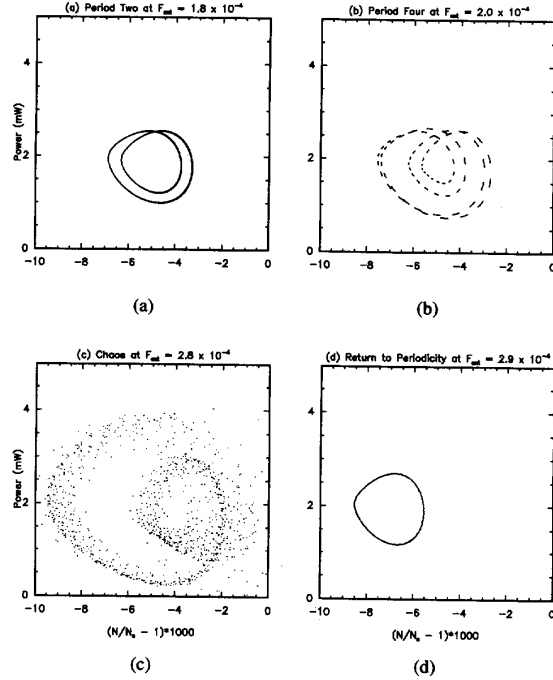 (a) Period Two at F_ext = 1.8 x 10⁻⁴
(b) Period Four at F_ext = 2.0 x 10⁻⁴
Power (mW)
4
2
0
-10 -8 -6 -4 -2 0
4
2
0
-10 -8 -6 -4 -2 0
(a)
(b)
(c) Chaos at F_ext = 2.8 x 10⁻⁴
(d) Return to Periodicity at F_ext = 2.9 x 10⁻⁴
Power (mW)
4
2
0
-10 -8 -6 -4 -2 0
(N/Nₛ - 1)*1000
4
2
0
-10 -8 -6 -4 -2 0
(N/Nₛ - 1)*1000
(c)
(d)